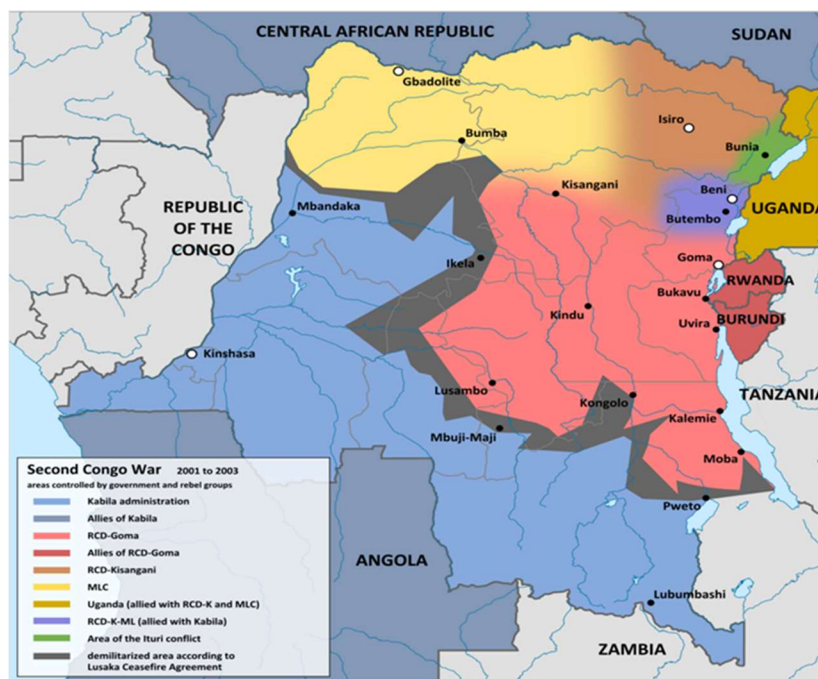 CENTRAL AFRICAN REPUBLIC
SUDAN
Gbadolite
Isiro
Bumba
Bunia
Kisangani
Beni
Mbandaka
Butembo
UGANDA
REPUBLIC
OF THE
CONGO
Ikela
Goma
RWANDA
Bukavu
Kindu
BURUNDI
Uvira
Kinshasa
Lusambo
Kongolo
TANZANIA
Kalemie
Mbuji-Maji
Moba
Pweto
ANGOLA
Lubumbashi
ZAMBIA
Second Congo War 2001 to 2003
areas controlled by government and rebel groups
Kabila administration
Allies of Kabila
RCD-Goma
Allies of RCD-Goma
RCD-Kisangani
MLC
Uganda (allied with RCD-K and MLC)
RCD-K-ML (allied with Kabila)
Area of the Ituri conflict
demilitarized area according to
Lusaka Ceasefire Agreement